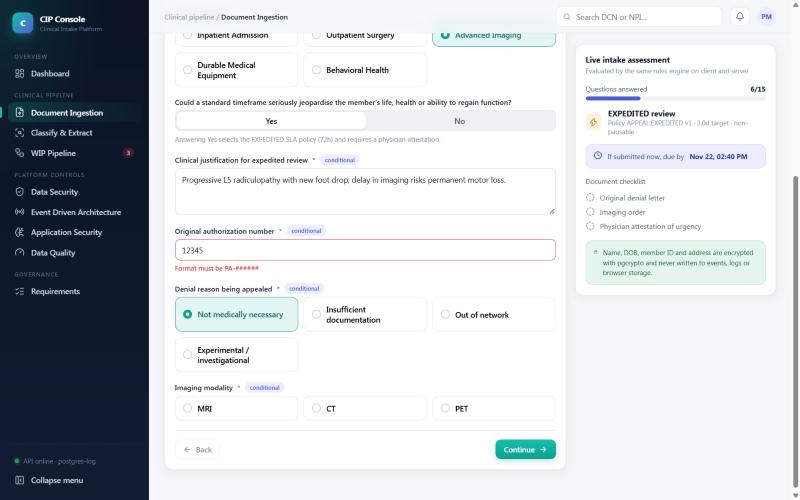 c
CIP Console
Clinical Intake Platform
OVERVIEW
Dashboard
CLINICAL PIPELINE
Document Ingestion
Classify & Extract
WIP Pipeline
3
PLATFORM CONTROLS
Data Security
Event Driven Architecture
Application Security
Data Quality
GOVERNANCE
Requirements
API online · postgres-log
Collapse menu
Clinical pipeline / Document Ingestion
Search DCN or NPI...
PM
Inpatient Admission
Outpatient Surgery
Advanced Imaging
Durable Medical
Equipment
Behavioral Health
Could a standard timeframe seriously jeopardise the member's life, health or ability to regain function?
Yes
No
Answering Yes selects the EXPEDITED SLA policy (72h) and requires a physician attestation.
Clinical justification for expedited review * conditional
Progressive L5 radiculopathy with new foot drop; delay in imaging risks permanent motor loss.
Original authorization number * conditional
12345
Format must be PA-######
Denial reason being appealed * conditional
Not medically necessary
Insufficient
documentation
Out of network
Experimental /
investigational
Imaging modality * conditional
MRI
CT
PET
← Back
Continue →
Live intake assessment
Evaluated by the same rules engine on client and server
Questions answered 6/15
EXPEDITED review
Policy APPEAL:EXPEDITED v1 · 3.0d target · non-
pausable
If submitted now, due by Nov 22, 02:40 PM
Document checklist
Original denial letter
Imaging order
Physician attestation of urgency
Name, DOB, member ID and address are encrypted
with pgcrypto and never written to events, logs or
browser storage.